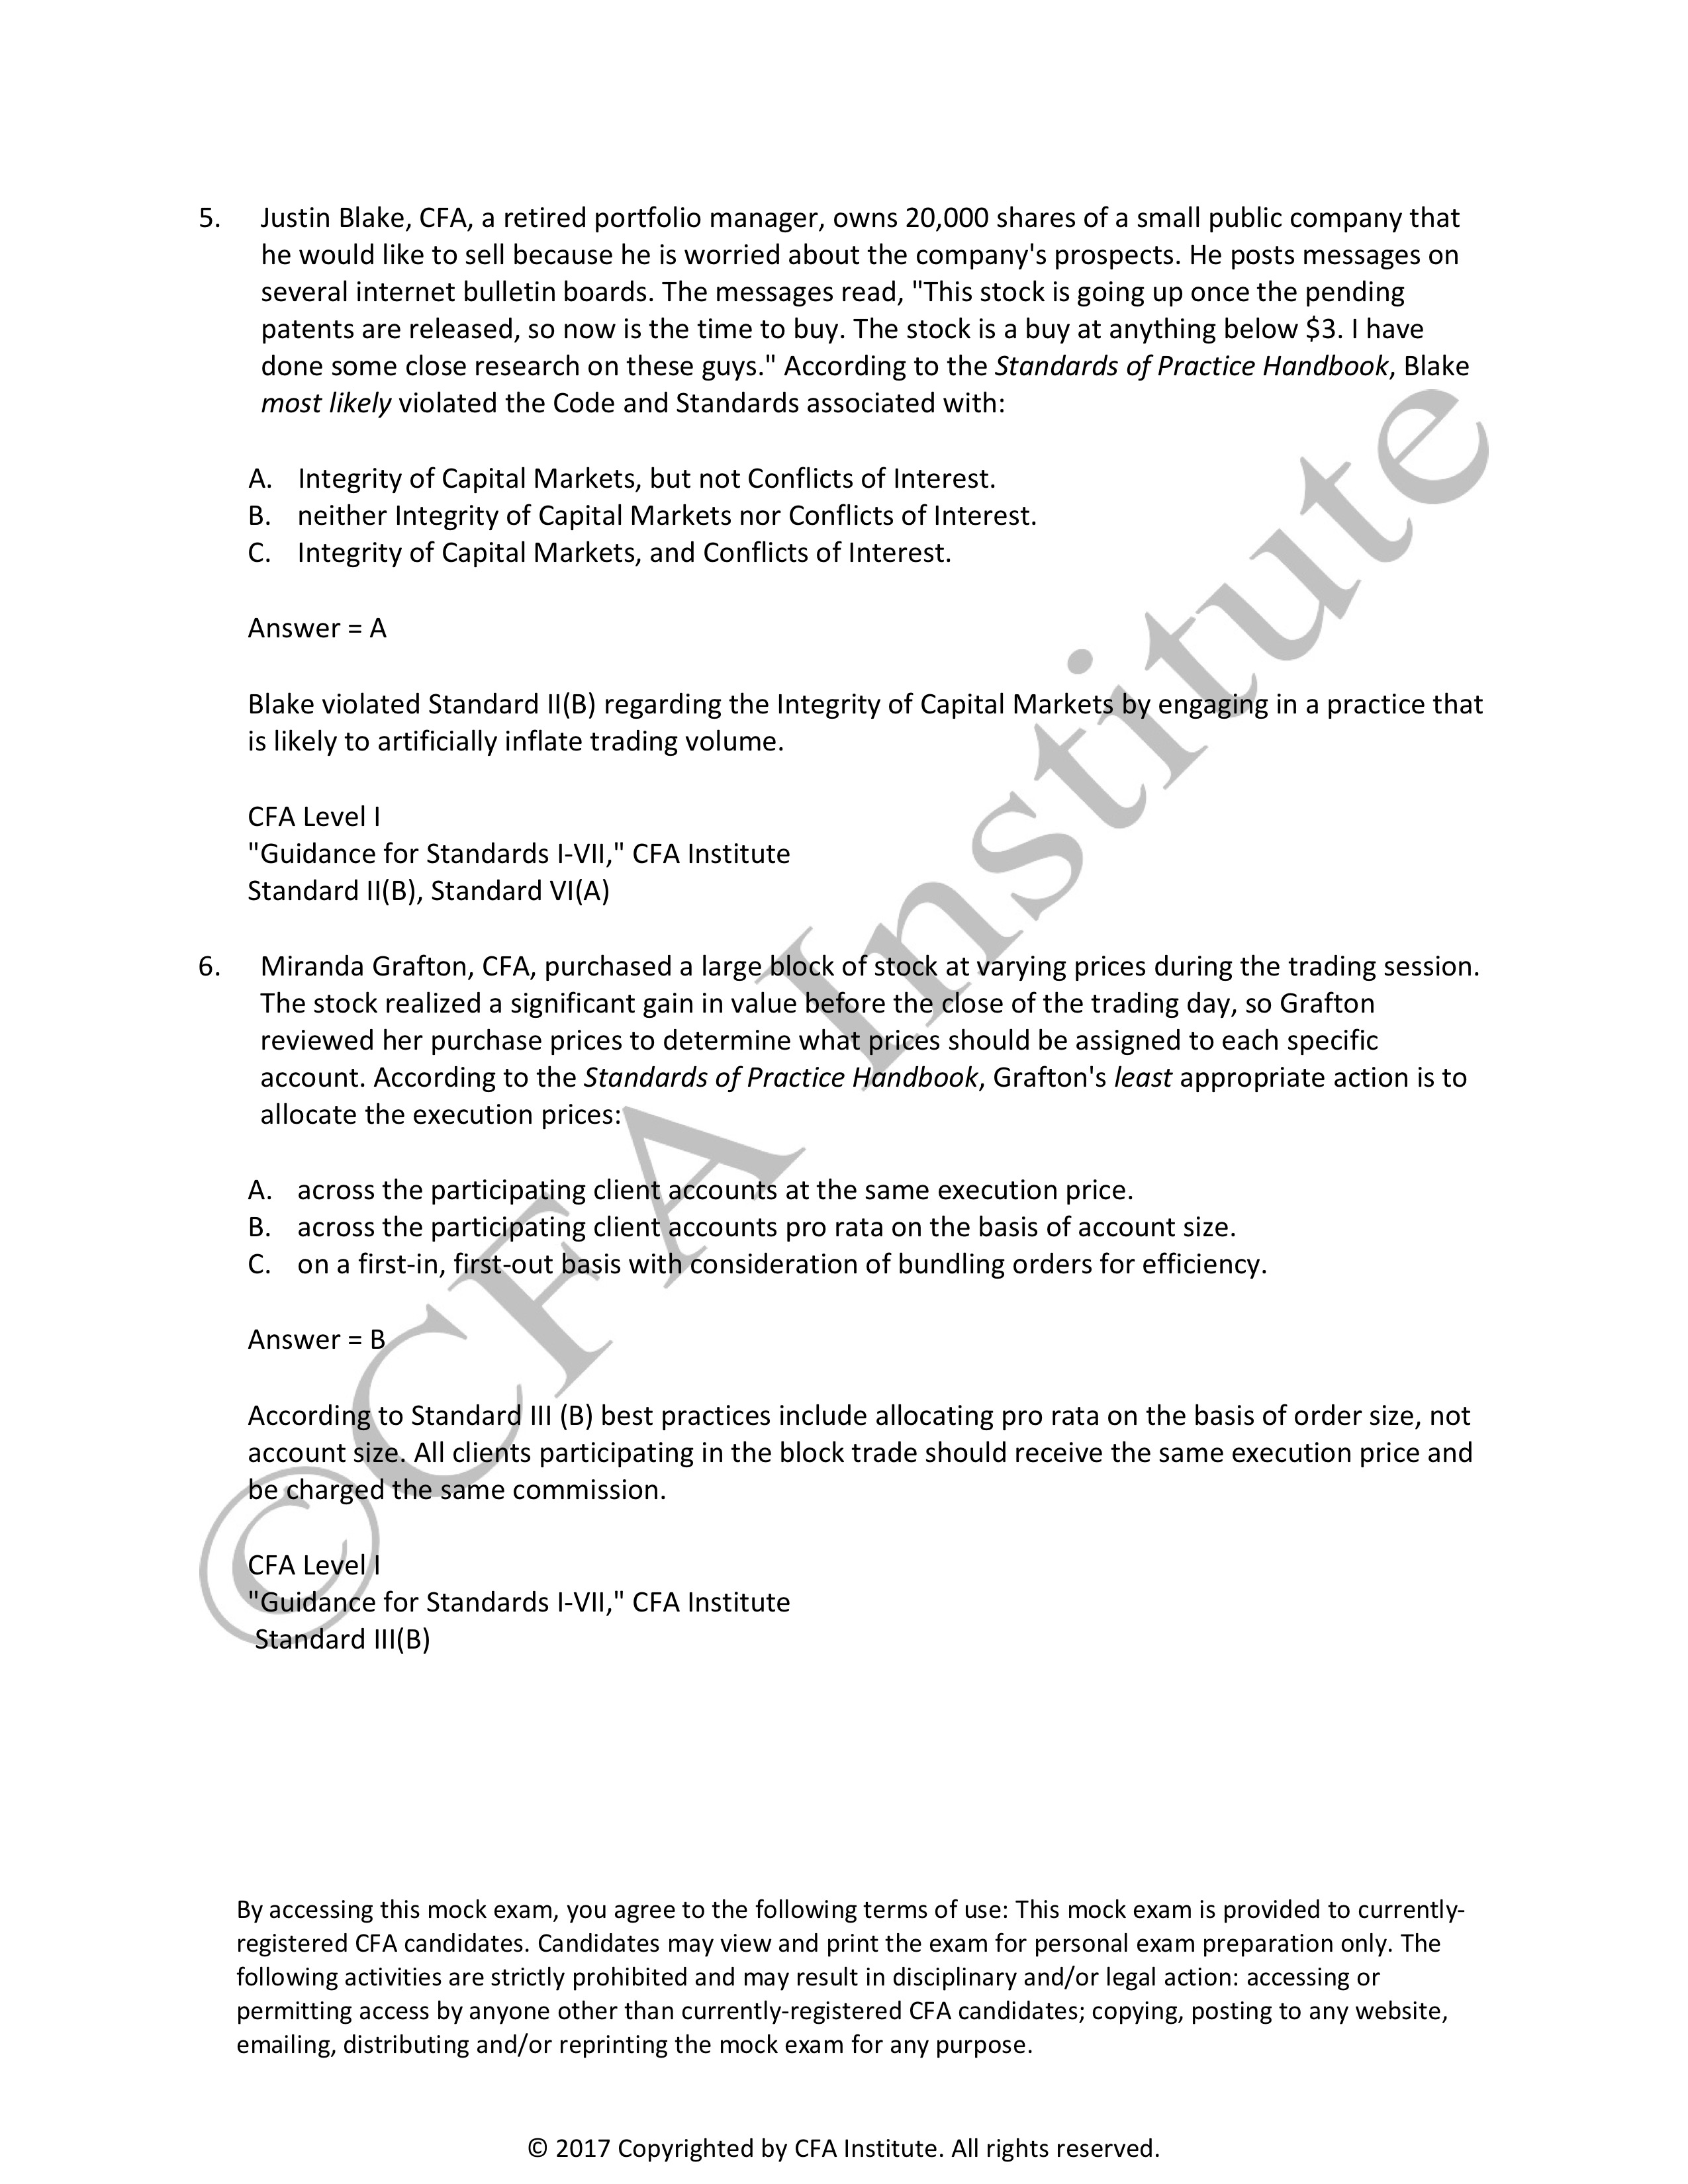 5. Justin Blake, CFA, a retired portfolio manager, owns 20,000 shares of a small public company that
he would like to sell because he is worried about the company's prospects. He posts messages on
several internet bulletin boards. The messages read, "This stock is going up once the pending
patents are released, so now is the time to buy. The stock is a buy at anything below $3. I have
done some close research on these guys." According to the Standards of Practice Handbook, Blake
most likely violated the Code and Standards associated with:
A. Integrity of Capital Markets, but not Conflicts of Interest.
B. neither Integrity of Capital Markets nor Conflicts of Interest.
C. Integrity of Capital Markets, and Conflicts of Interest.
Answer = A
Blake violated Standard II(B) regarding the Integrity of Capital Markets by engaging in a practice that
is likely to artificially inflate trading volume.
CFA Level I
"Guidance for Standards I-VII," CFA Institute
Standard II(B), Standard VI(A)
6. Miranda Grafton, CFA, purchased a large block of stock at varying prices during the trading session.
The stock realized a significant gain in value before the close of the trading day, so Grafton
reviewed her purchase prices to determine what prices should be assigned to each specific
account. According to the Standards of Practice Handbook, Grafton's least appropriate action is to
allocate the execution prices:
A. across the participating client accounts at the same execution price.
B. across the participating client accounts pro rata on the basis of account size.
C. on a first-in, first-out basis with consideration of bundling orders for efficiency.
Answer = B
According to Standard III (B) best practices include allocating pro rata on the basis of order size, not
account size. All clients participating in the block trade should receive the same execution price and
be charged the same commission.
CFA Level I
"Guidance for Standards I-VII," CFA Institute
Standard III(B)
By accessing this mock exam, you agree to the following terms of use: This mock exam is provided to currently-
registered CFA candidates. Candidates may view and print the exam for personal exam preparation only. The
following activities are strictly prohibited and may result in disciplinary and/or legal action: accessing or
permitting access by anyone other than currently-registered CFA candidates; copying, posting to any website,
emailing, distributing and/or reprinting the mock exam for any purpose.
© 2017 Copyrighted by CFA Institute. All rights reserved.
©CFA Institute